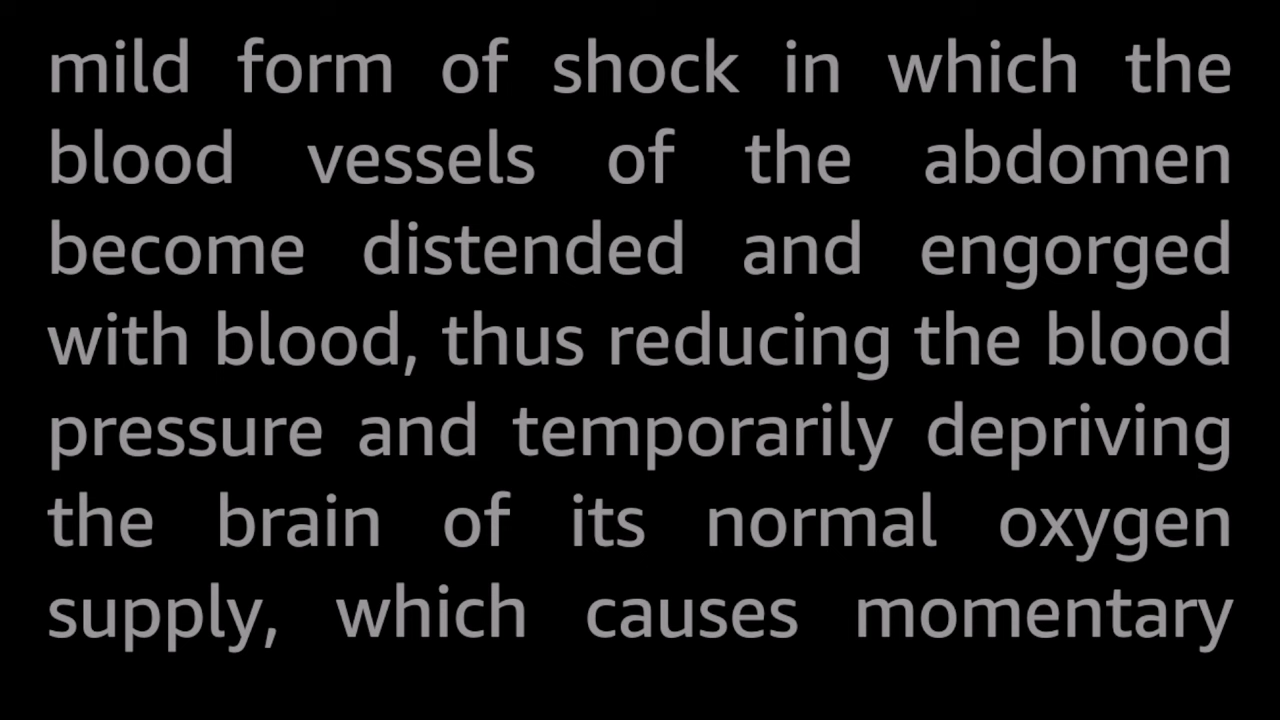 mild form of shock in which the
blood vessels of the abdomen
become distended and engorged
with blood, thus reducing the blood
pressure and temporarily depriving
the brain of its normal oxygen
supply, which causes momentary